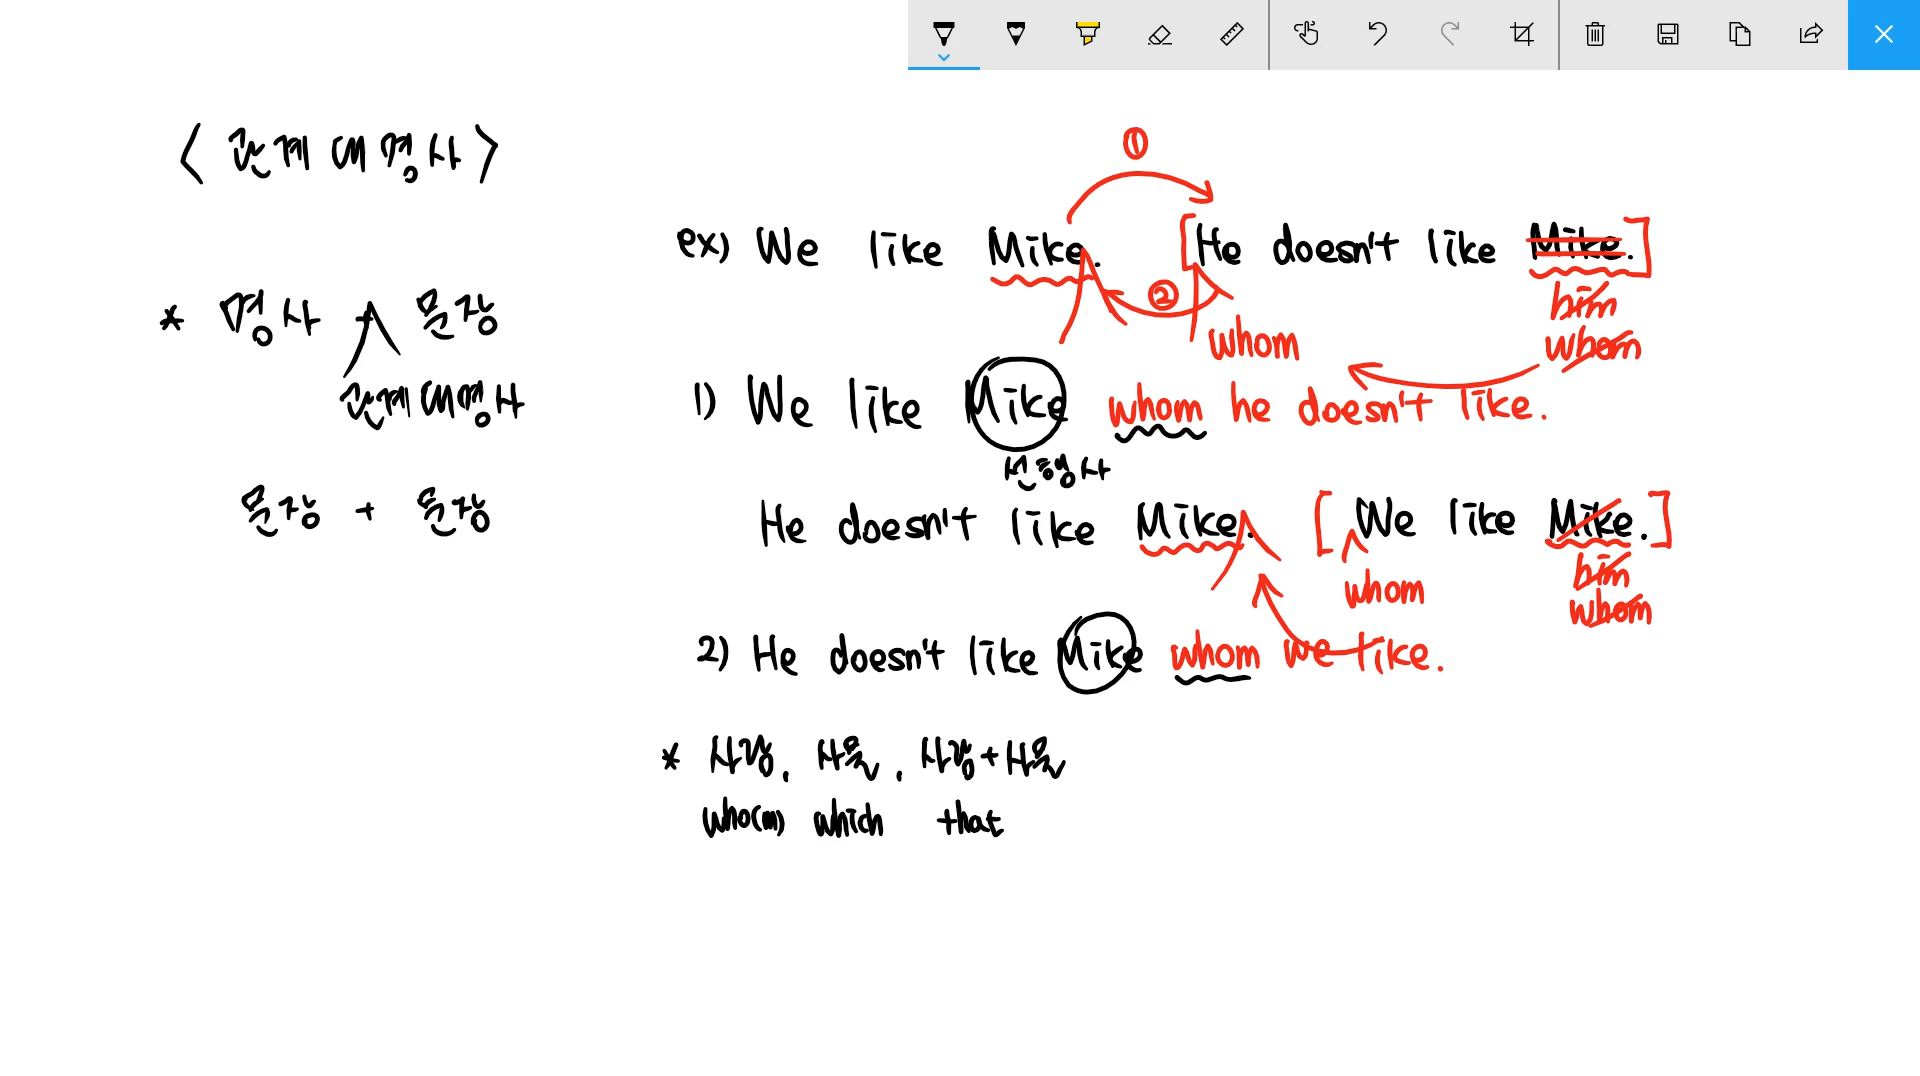 < 관계대명사 >
* 명사 + 문장
관계대명사
문장 + 문장
①
ex) We like Mike. [He doesn't like Mike.]
②
him
whom
whom
1) We like Mike whom he doesn't like.
선행사
He doesn't like Mike. [We like Mike.]
him
whom
whom
2) He doesn't like Mike whom we like.
* 사람, 사물, 사람+사물
who(m) which that